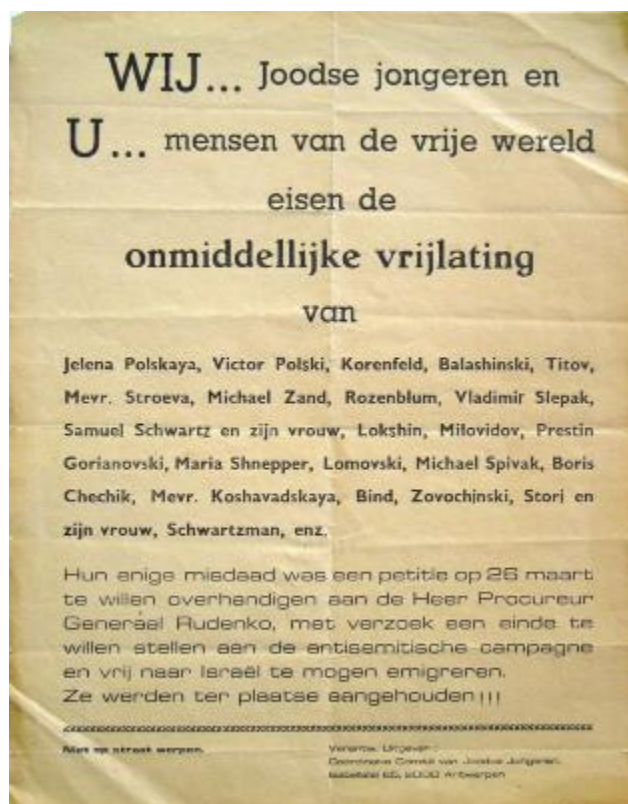 WIJ... Joodse jongeren en
U... mensen van de vrije wereld
eisen de
onmiddellijke vrijlating
van
Jelena Polskaya, Victor Polski, Korenfeld, Balashinski, Titov,
Mevr. Stroeva, Michael Zand, Rozenblum, Vladimir Slepak,
Samuel Schwartz en zijn vrouw, Lokshin, Milovidov, Prestin
Gorianovski, Maria Shnepper, Lomovski, Michael Spivak, Boris
Chechik, Mevr. Koshavadskaya, Bind, Zovochinski, Stori en
zijn vrouw, Schwartzman, enz.
Hun enige misdaad was een petitie op 26 maart
te willen overhandigen aan de Heer Procureur
Generaal Rudenko, met verzoek een einde te
willen stellen aan de antisemitische campagne
en vrij naar Israël te mogen emigreren.
Ze werden ter plaatse aangehouden !!!
Niet op straat werpen.
Verantw. Uitgever :
Coordinatie Comité van Joodse Jongeren,
65, 2000 Antwerpen